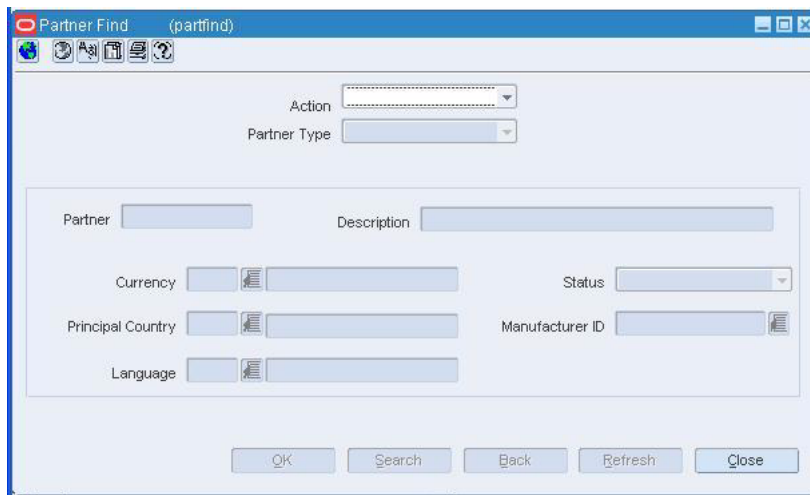 Partner Find (partfind)
Action
Partner Type
Partner Description
Currency Status
Principal Country Manufacturer ID
Language
OK Search Back Refresh Close